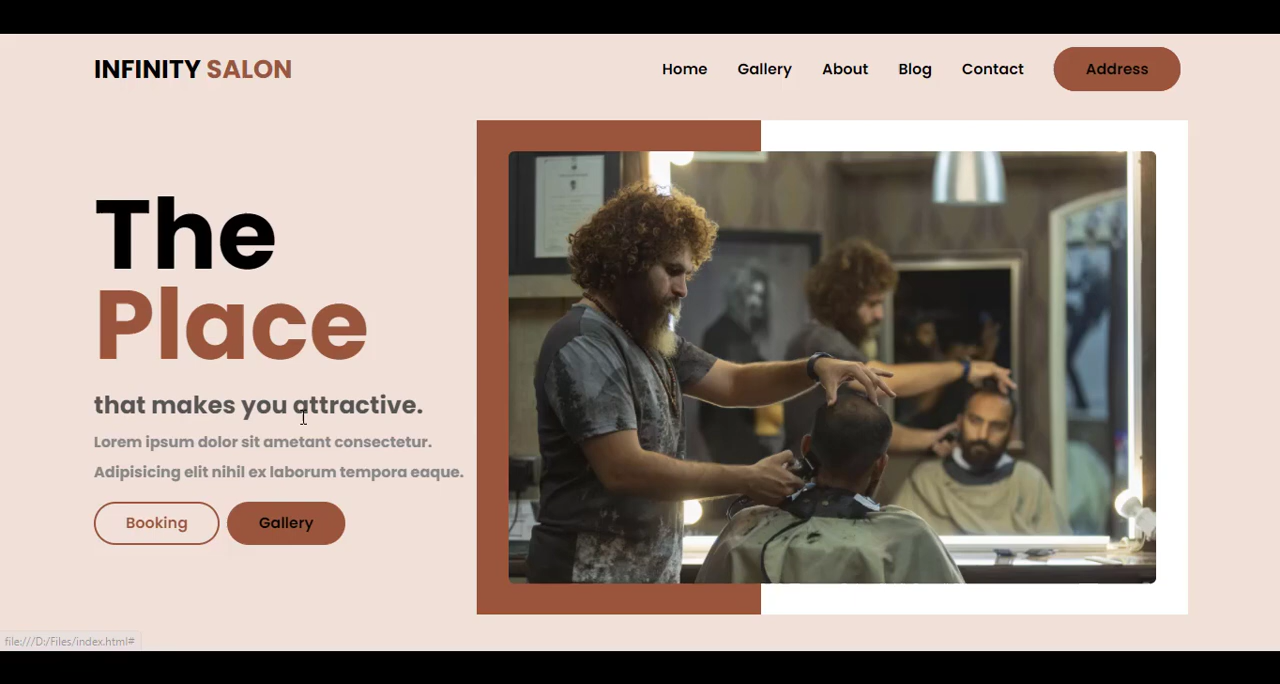 INFINITY SALON
Home Gallery About Blog Contact Address
The
Place
that makes you attractive.
Lorem ipsum dolor sit ametant consectetur.
Adipisicing elit nihil ex laborum tempora eaque.
Booking Gallery
file:///D:/Files/index.html#